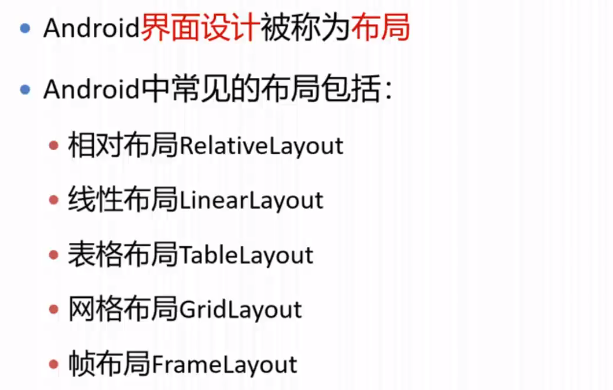 Android界面设计被称为布局
Android中常见的布局包括：
相对布局RelativeLayout
线性布局LinearLayout
表格布局TableLayout
网格布局GridLayout
帧布局FrameLayout